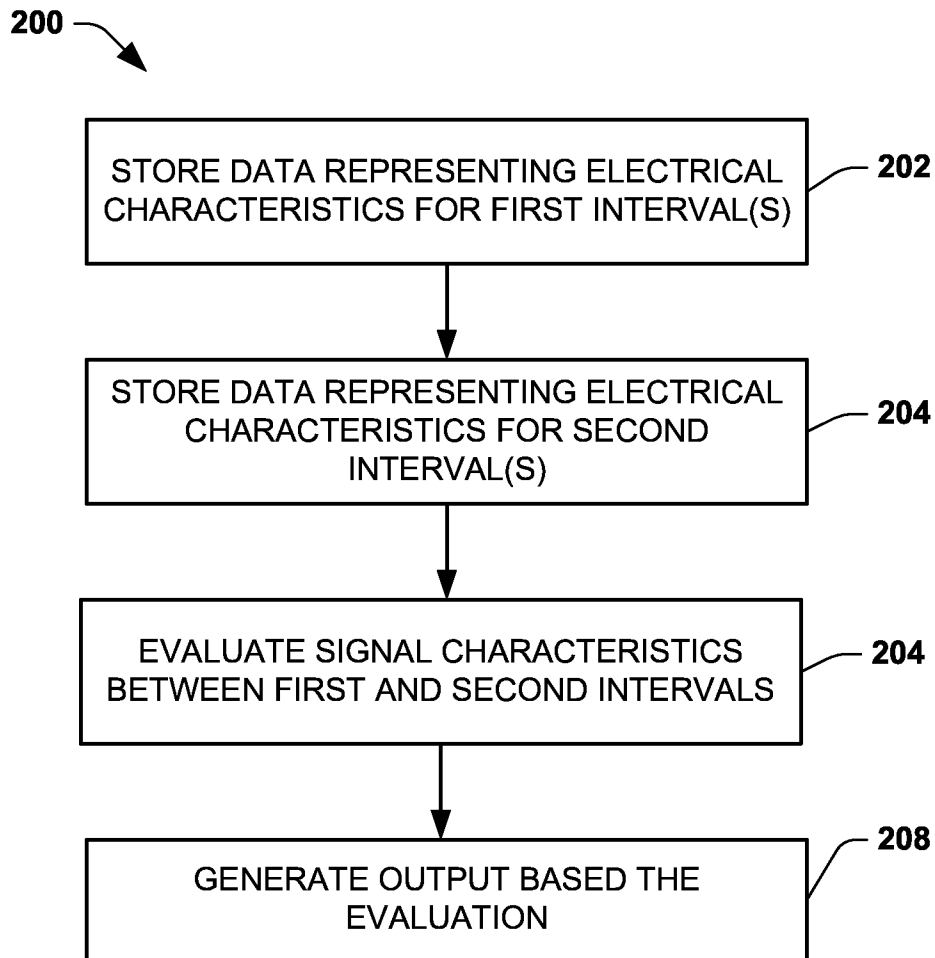 200
STORE DATA REPRESENTING ELECTRICAL
CHARACTERISTICS FOR FIRST INTERVAL(S)
202
STORE DATA REPRESENTING ELECTRICAL
CHARACTERISTICS FOR SECOND
INTERVAL(S)
204
EVALUATE SIGNAL CHARACTERISTICS
BETWEEN FIRST AND SECOND INTERVALS
204
GENERATE OUTPUT BASED THE
EVALUATION
208